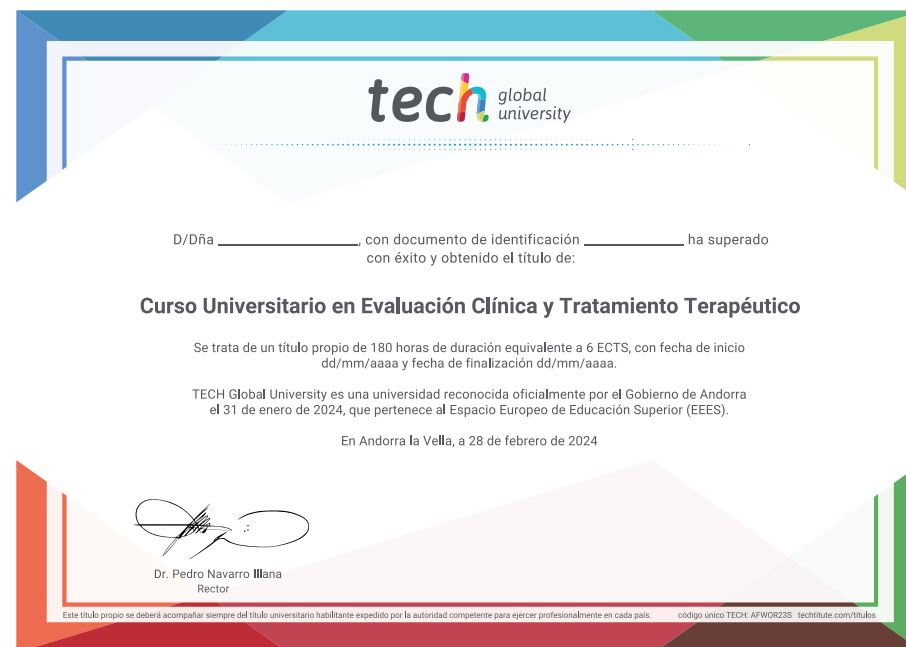 tech global university
D/Dña ____________________, con documento de identificación ______________ ha superado
con éxito y obtenido el título de:
Curso Universitario en Evaluación Clínica y Tratamiento Terapéutico
Se trata de un título propio de 180 horas de duración equivalente a 6 ECTS, con fecha de inicio
dd/mm/aaaa y fecha de finalización dd/mm/aaaa.
TECH Global University es una universidad reconocida oficialmente por el Gobierno de Andorra
el 31 de enero de 2024, que pertenece al Espacio Europeo de Educación Superior (EEES).
En Andorra la Vella, a 28 de febrero de 2024
Dr. Pedro Navarro Illana
Rector
Este título propio se deberá acompañar siempre del título universitario habilitante expedido por la autoridad competente para ejercer profesionalmente en cada país. código único TECH: AFWOR23S techtitute.com/titulos